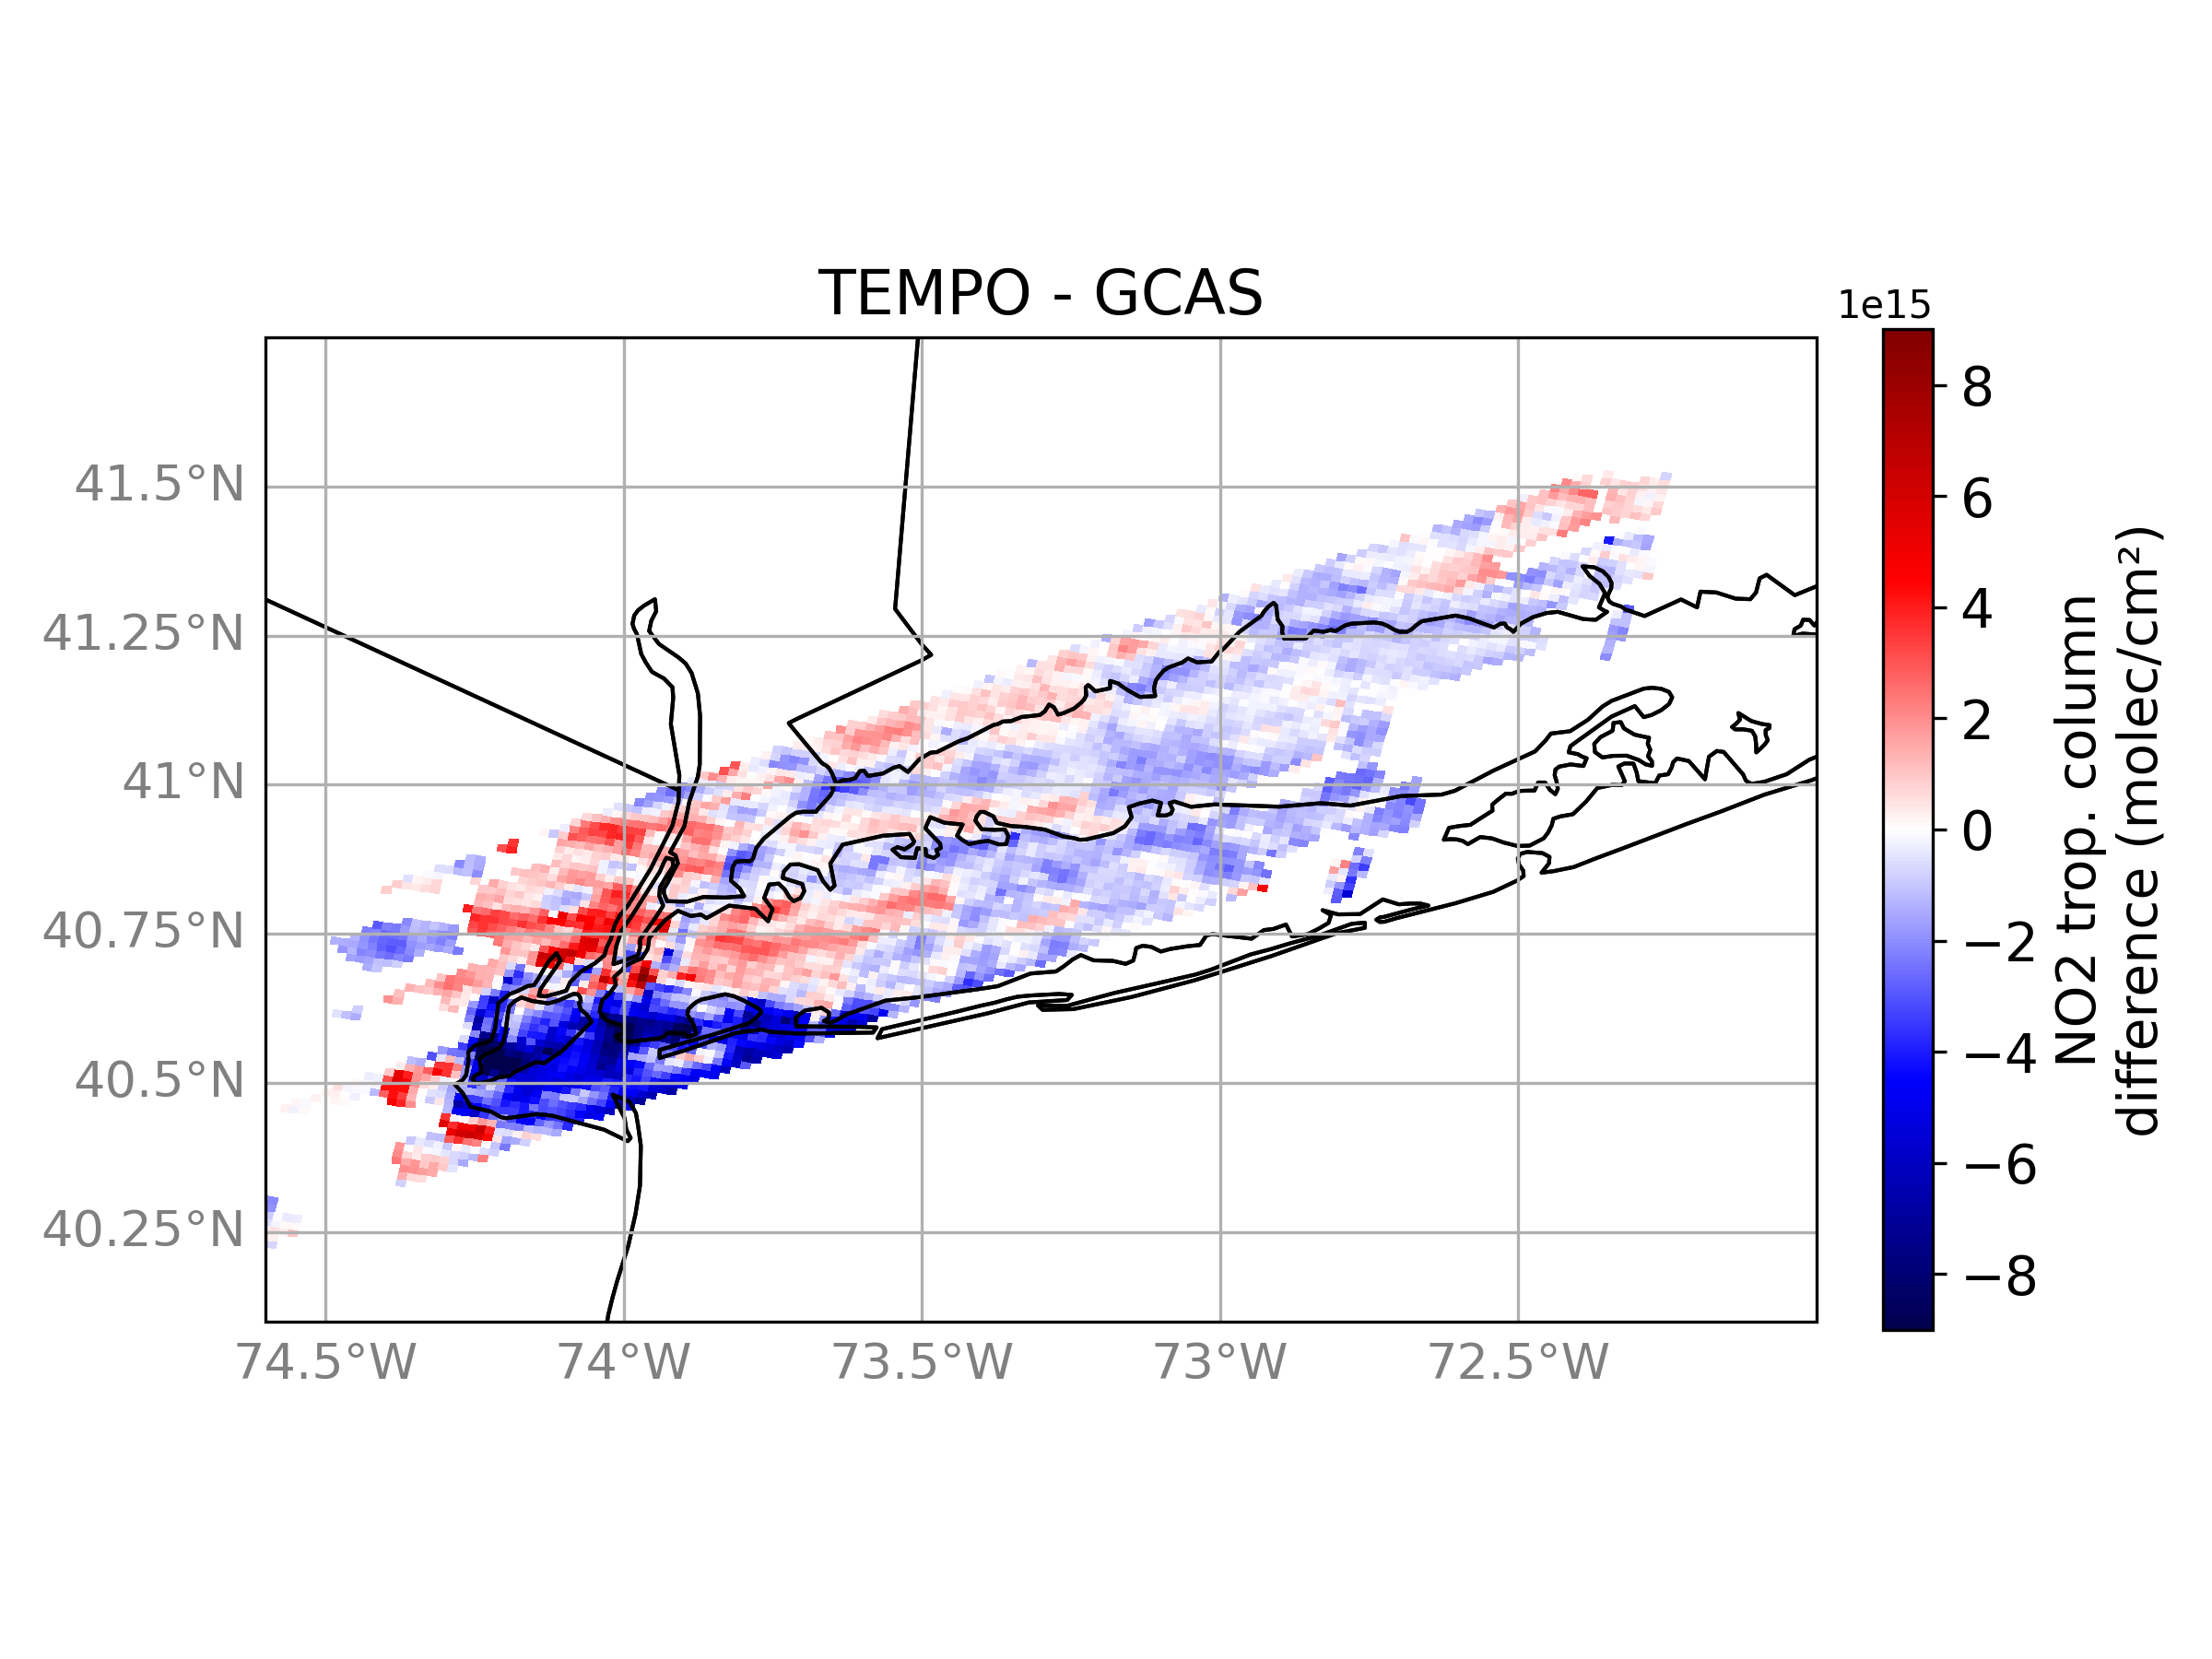 TEMPO - GCAS
1e15
41.5°N
41.25°N
41°N
40.75°N
40.5°N
40.25°N
74.5°W
74°W
73.5°W
73°W
72.5°W
8
6
4
2
0
−2
−4
−6
−8
NO2 trop. column
difference (molec/cm²)